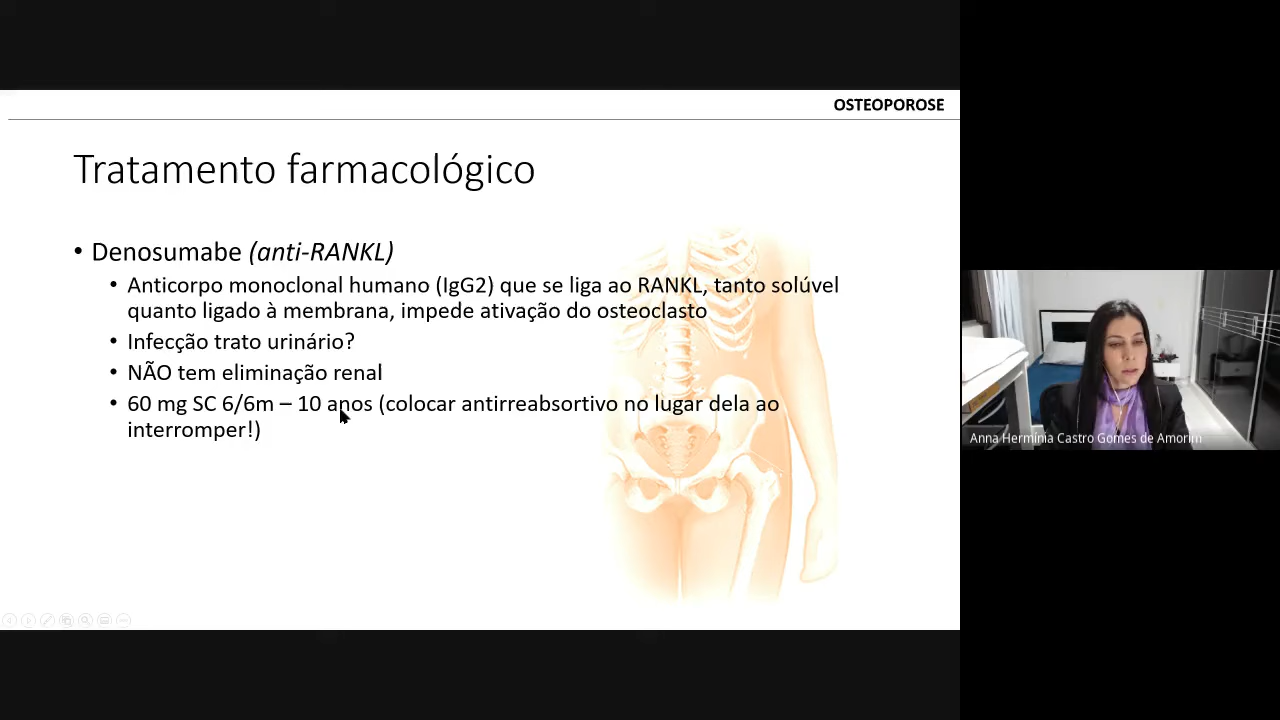 OSTEOPOROSE
Tratamento farmacológico
• Denosumabe (anti-RANKL)
• Anticorpo monoclonal humano (IgG2) que se liga ao RANKL, tanto solúvel
quanto ligado à membrana, impede ativação do osteoclasto
• Infecção trato urinário?
• NÃO tem eliminação renal
• 60 mg SC 6/6m – 10 anos (colocar antirreabsortivo no lugar dela ao
interromper!)
Anna Hermínia Castro Gomes de Amorim